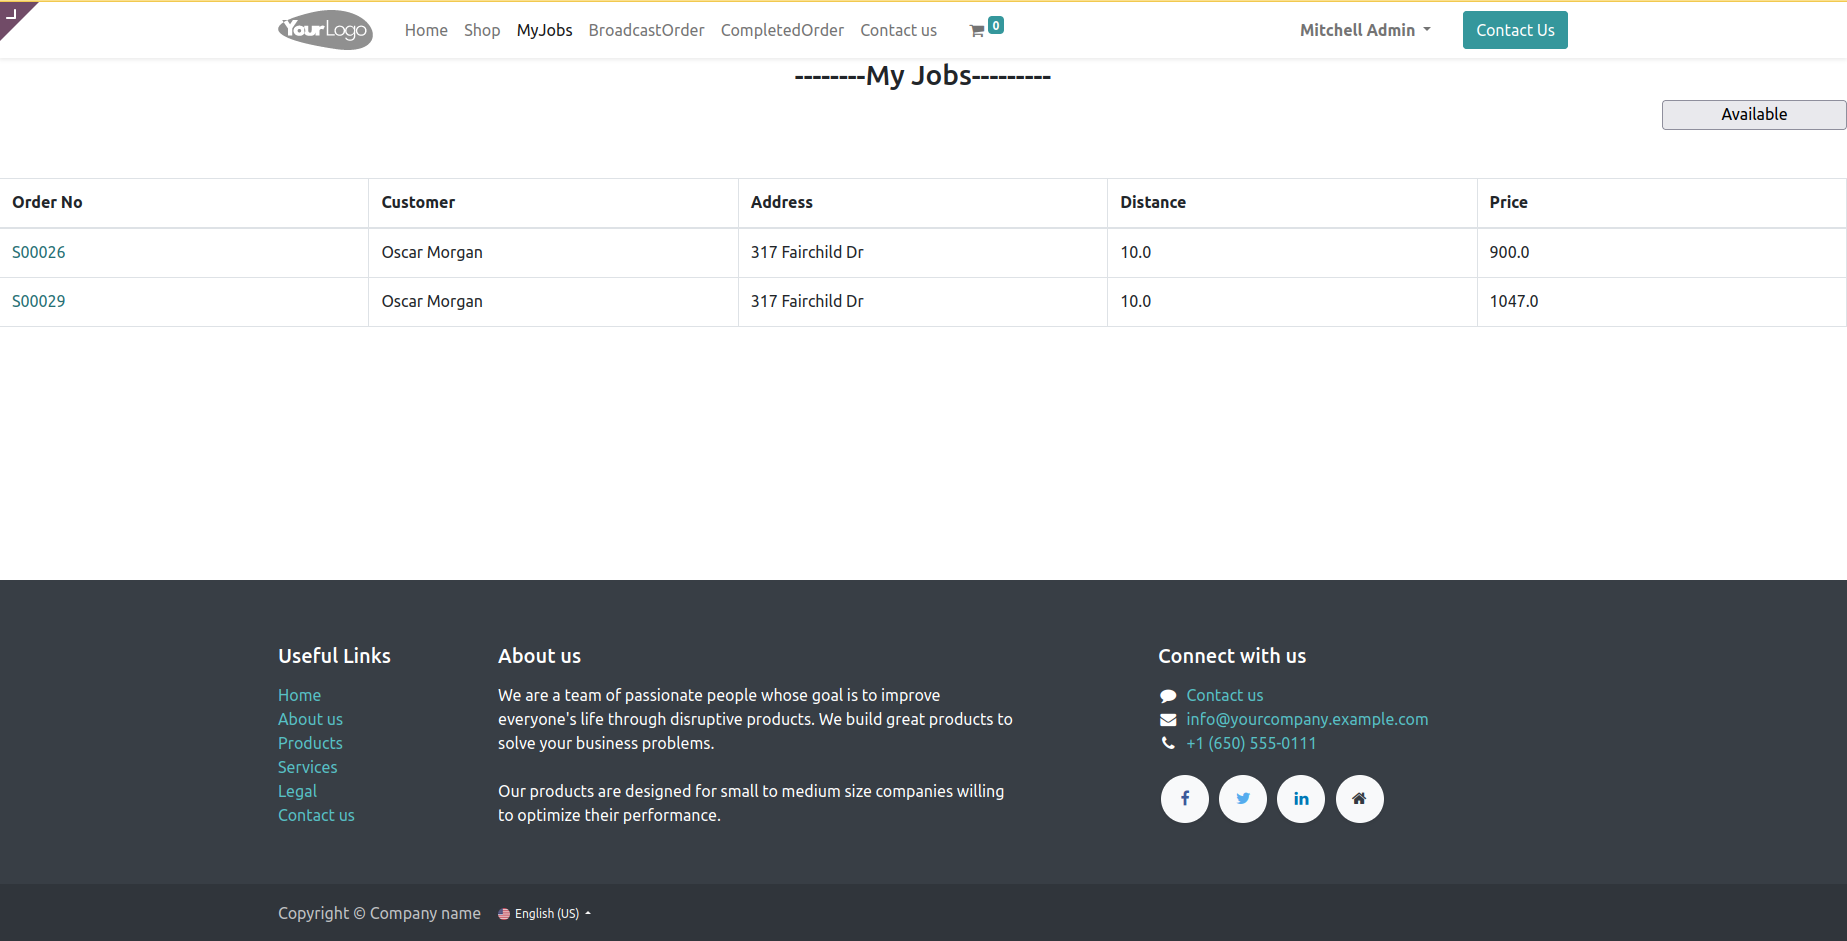 YourLogo Home Shop MyJobs BroadcastOrder CompletedOrder Contact us 0 Mitchell Admin Contact Us
--------My Jobs---------
Available
Order No Customer Address Distance Price
S00026 Oscar Morgan 317 Fairchild Dr 10.0 900.0
S00029 Oscar Morgan 317 Fairchild Dr 10.0 1047.0
Useful Links
Home
About us
Products
Services
Legal
Contact us
About us
We are a team of passionate people whose goal is to improve
everyone's life through disruptive products. We build great products to
solve your business problems.
Our products are designed for small to medium size companies willing
to optimize their performance.
Connect with us
Contact us
info@yourcompany.example.com
+1 (650) 555-0111
Copyright © Company name English (US)